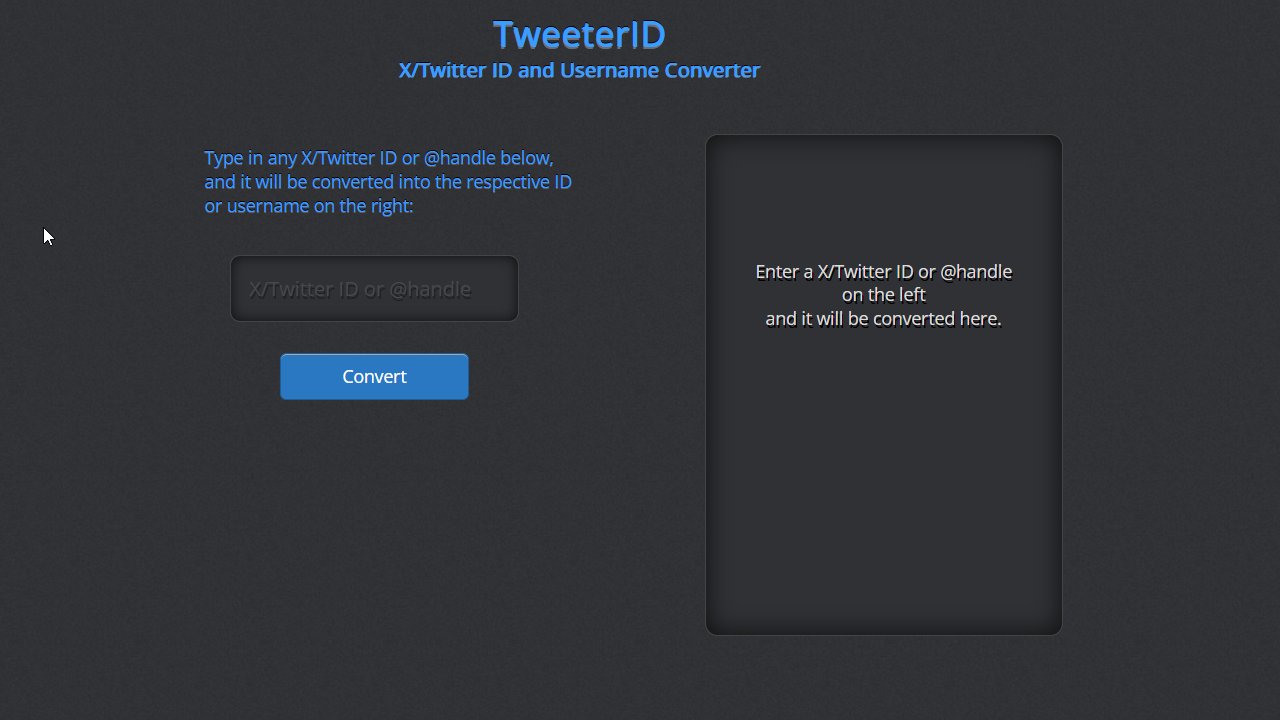 TweeterID
X/Twitter ID and Username Converter
Type in any X/Twitter ID or @handle below,
and it will be converted into the respective ID
or username on the right:
X/Twitter ID or @handle
Convert
Enter a X/Twitter ID or @handle
on the left
and it will be converted here.